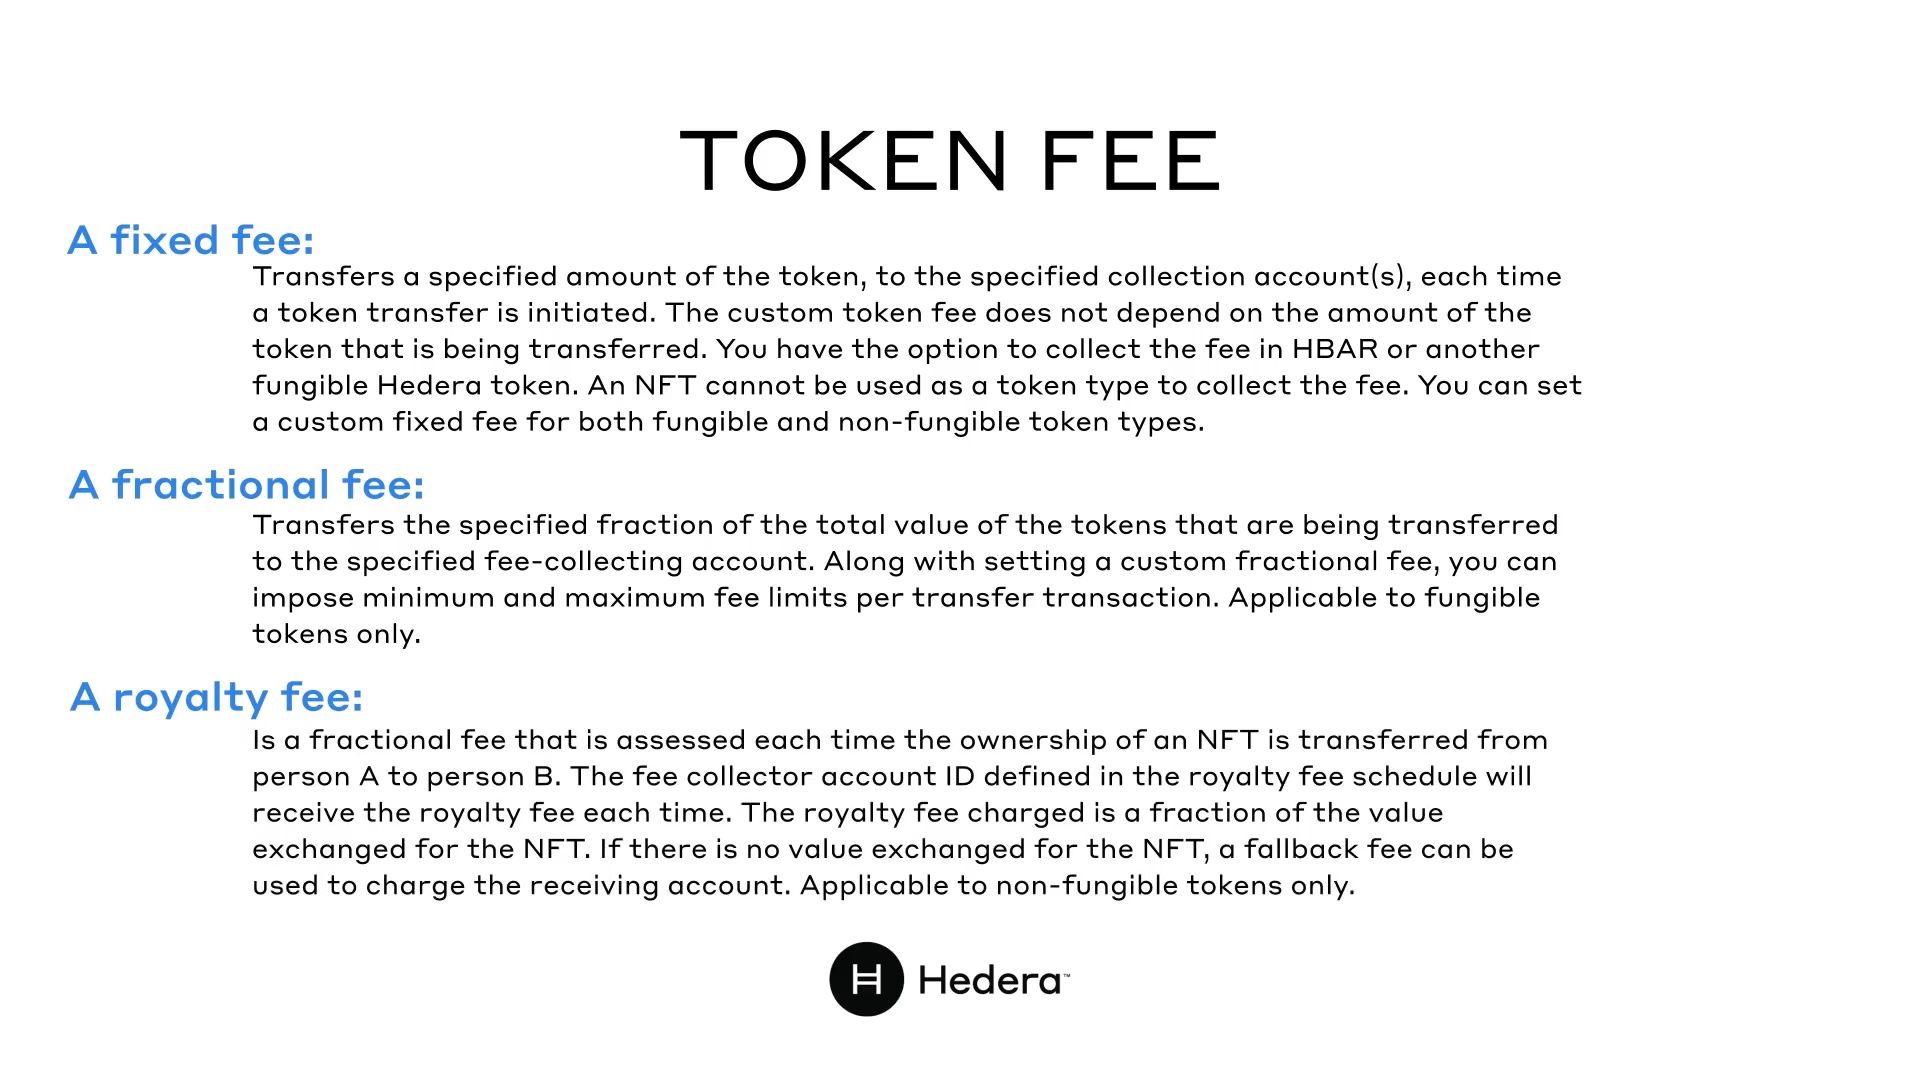 TOKEN FEE
A fixed fee:
Transfers a specified amount of the token, to the specified collection account(s), each time
a token transfer is initiated. The custom token fee does not depend on the amount of the
token that is being transferred. You have the option to collect the fee in HBAR or another
fungible Hedera token. An NFT cannot be used as a token type to collect the fee. You can set
a custom fixed fee for both fungible and non-fungible token types.
A fractional fee:
Transfers the specified fraction of the total value of the tokens that are being transferred
to the specified fee-collecting account. Along with setting a custom fractional fee, you can
impose minimum and maximum fee limits per transfer transaction. Applicable to fungible
tokens only.
A royalty fee:
Is a fractional fee that is assessed each time the ownership of an NFT is transferred from
person A to person B. The fee collector account ID defined in the royalty fee schedule will
receive the royalty fee each time. The royalty fee charged is a fraction of the value
exchanged for the NFT. If there is no value exchanged for the NFT, a fallback fee can be
used to charge the receiving account. Applicable to non-fungible tokens only.
H Hedera™